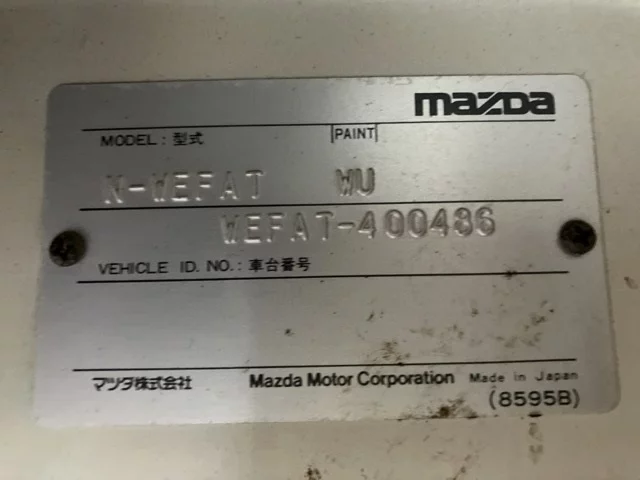 mazda
MODEL : 型式 PAINT
N-WEFAT WU
WEFAT-400486
VEHICLE ID. NO. : 車台番号
マツダ株式会社 Mazda Motor Corporation Made in Japan
(8595B)